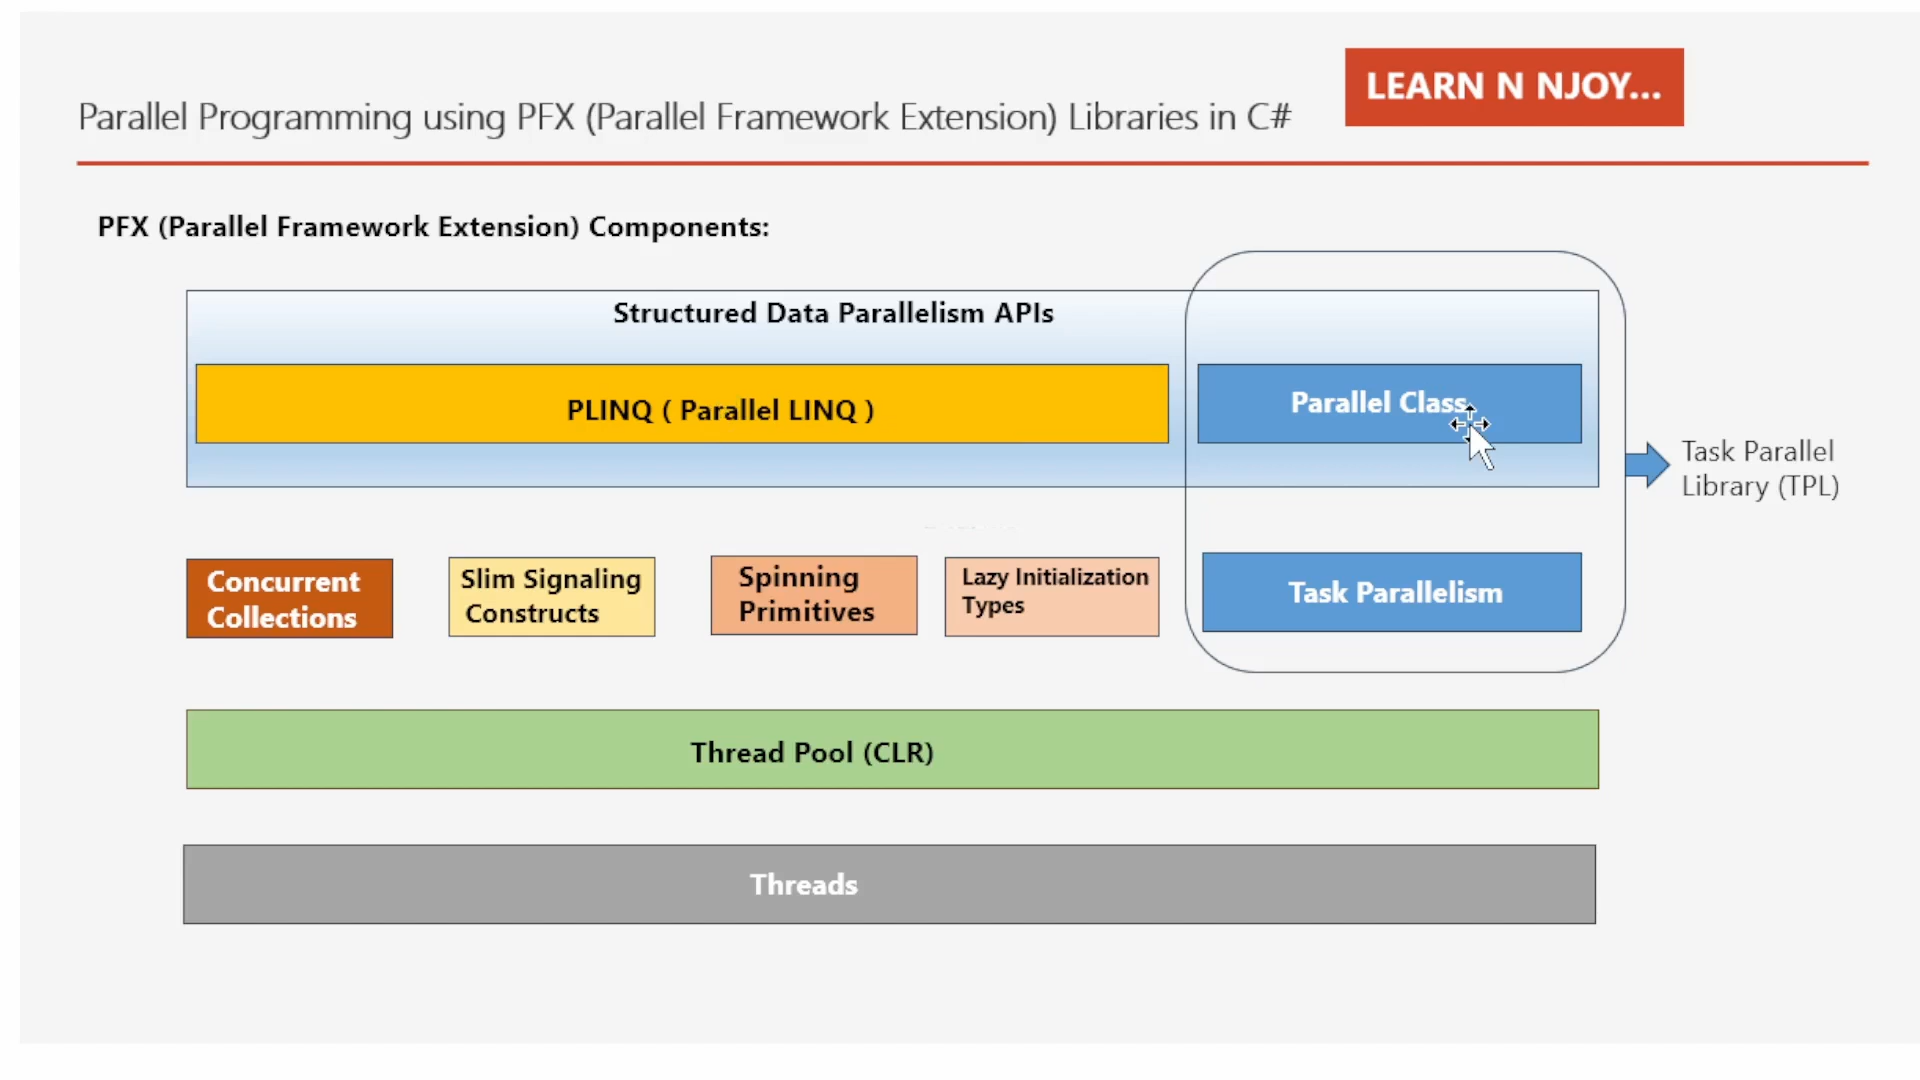 LEARN N NJOY...
Parallel Programming using PFX (Parallel Framework Extension) Libraries in C#
PFX (Parallel Framework Extension) Components:
Structured Data Parallelism APIs
PLINQ ( Parallel LINQ )
Parallel Class
Task Parallel
Library (TPL)
Concurrent
Collections
Slim Signaling
Constructs
Spinning
Primitives
Lazy Initialization
Types
Task Parallelism
Thread Pool (CLR)
Threads